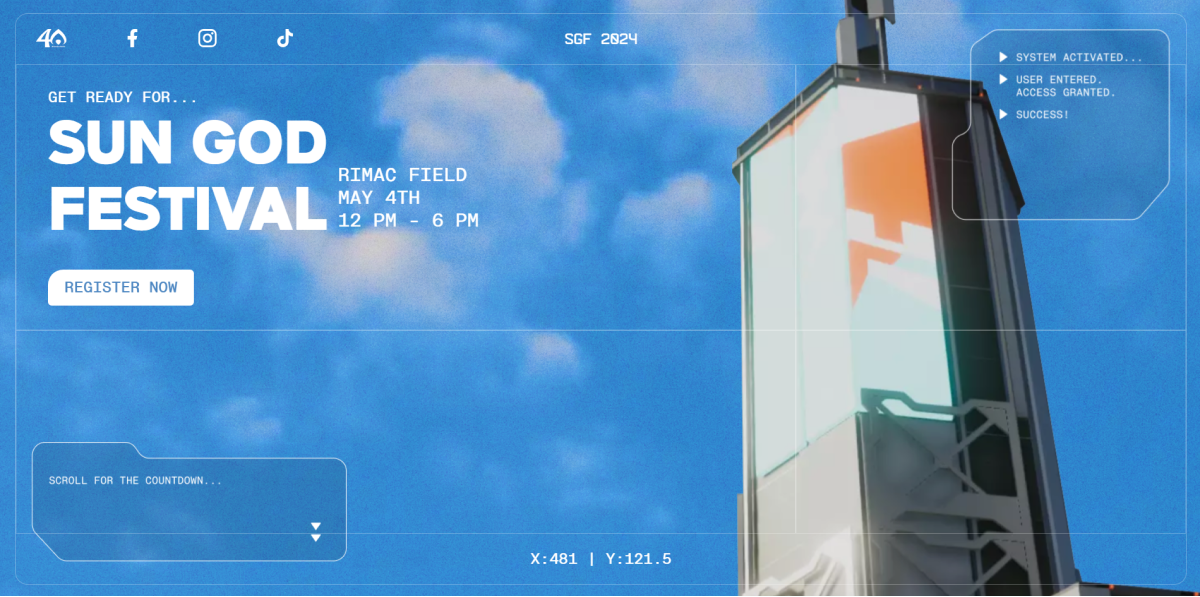 40
SGF 2024
GET READY FOR...
SUN GOD
FESTIVAL
RIMAC FIELD
MAY 4TH
12 PM – 6 PM
REGISTER NOW
SYSTEM ACTIVATED...
USER ENTERED.
ACCESS GRANTED.
SUCCESS!
SCROLL FOR THE COUNTDOWN...
X:481 | Y:121.5